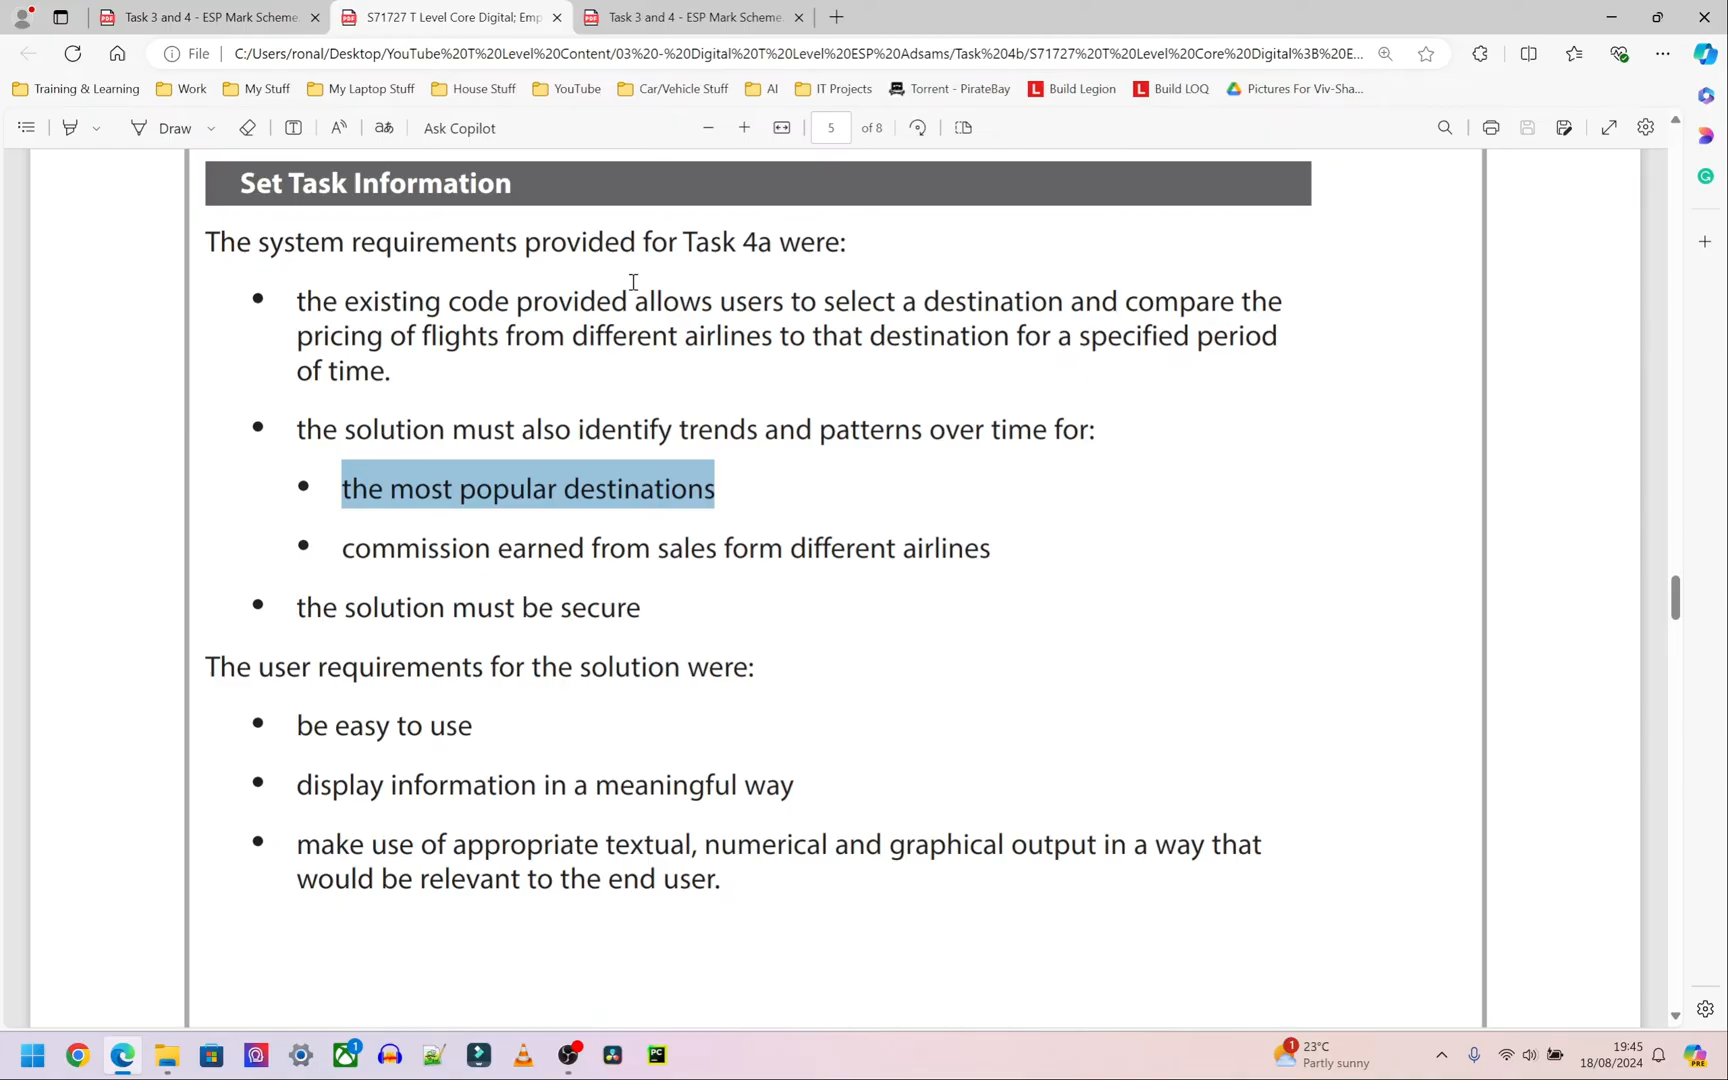 Task 3 and 4 - ESP Mark Scheme.
S71727 T Level Core Digital; Emp
Task 3 and 4 - ESP Mark Scheme.
File
C:/Users/ronal/Desktop/YouTube%20T%20Level%20Content/03%20-%20Digital%20T%20Level%20ESP%20Adsams/Task%204b/S71727%20T%20Level%20Core%20Digital%3B%20E...
Training & Learning
Work
My Stuff
My Laptop Stuff
House Stuff
YouTube
Car/Vehicle Stuff
AI
IT Projects
Torrent - PirateBay
Build Legion
Build LOQ
Pictures For Viv-Sha...
Draw
Ask Copilot
5
of 8
Set Task Information
The system requirements provided for Task 4a were:
• the existing code provided allows users to select a destination and compare the
pricing of flights from different airlines to that destination for a specified period
of time.
• the solution must also identify trends and patterns over time for:
• the most popular destinations
• commission earned from sales form different airlines
• the solution must be secure
The user requirements for the solution were:
• be easy to use
• display information in a meaningful way
• make use of appropriate textual, numerical and graphical output in a way that
would be relevant to the end user.
1
1
23°C
Partly sunny
19:45
18/08/2024